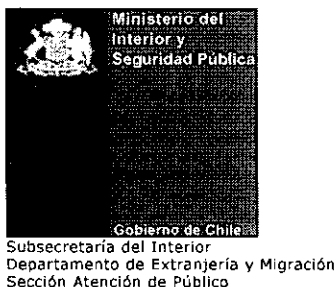 Ministerio del
Interior y
Seguridad Pública
Gobierno de Chile
Subsecretaría del Interior
Departamento de Extranjería y Migración
Sección Atención de Público